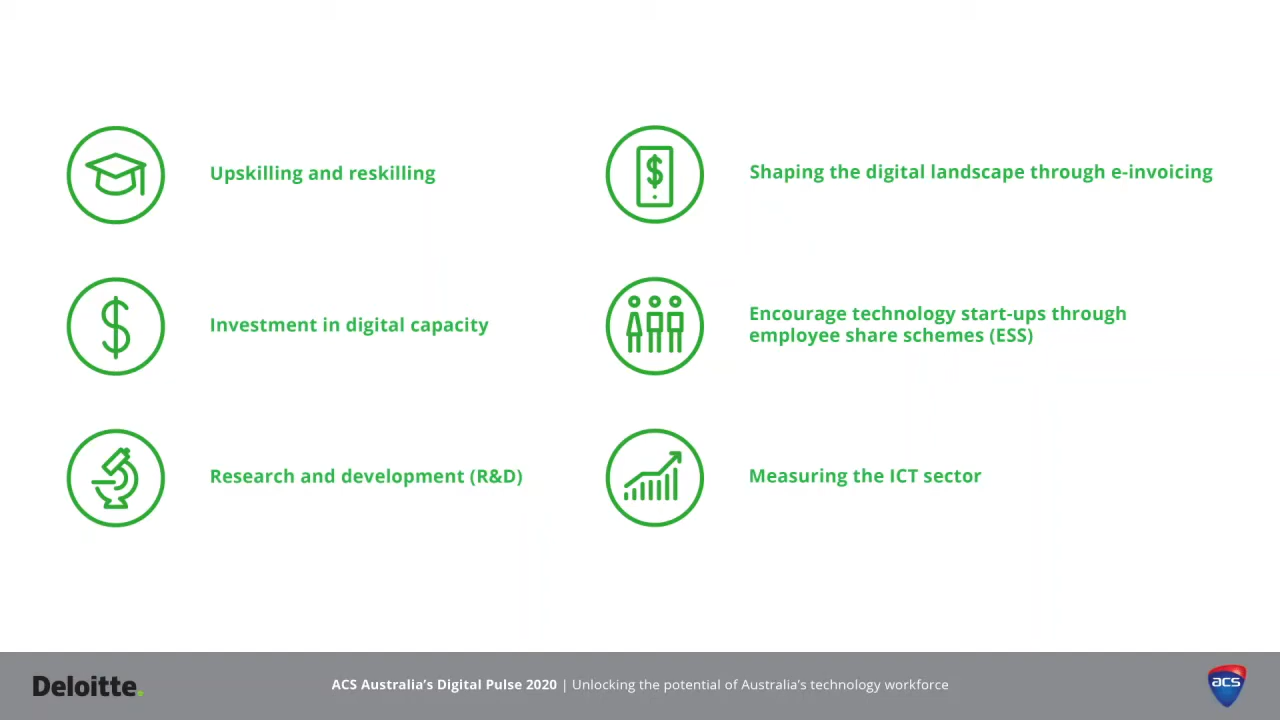 Upskilling and reskilling
Shaping the digital landscape through e-invoicing
Investment in digital capacity
Encourage technology start-ups through
employee share schemes (ESS)
Research and development (R&D)
Measuring the ICT sector
Deloitte.
ACS Australia’s Digital Pulse 2020 | Unlocking the potential of Australia’s technology workforce
acs